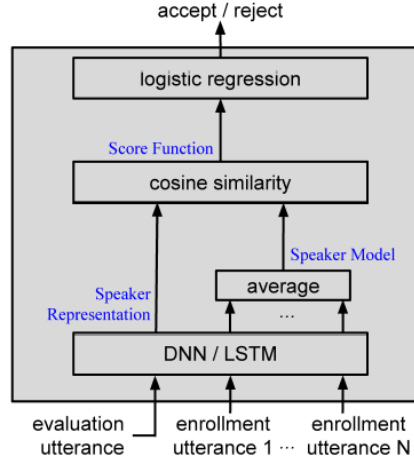 accept / reject
logistic regression
Score Function
cosine similarity
Speaker Model
Speaker
Representation
average
...
DNN / LSTM
evaluation
utterance
enrollment
utterance 1
...
enrollment
utterance N